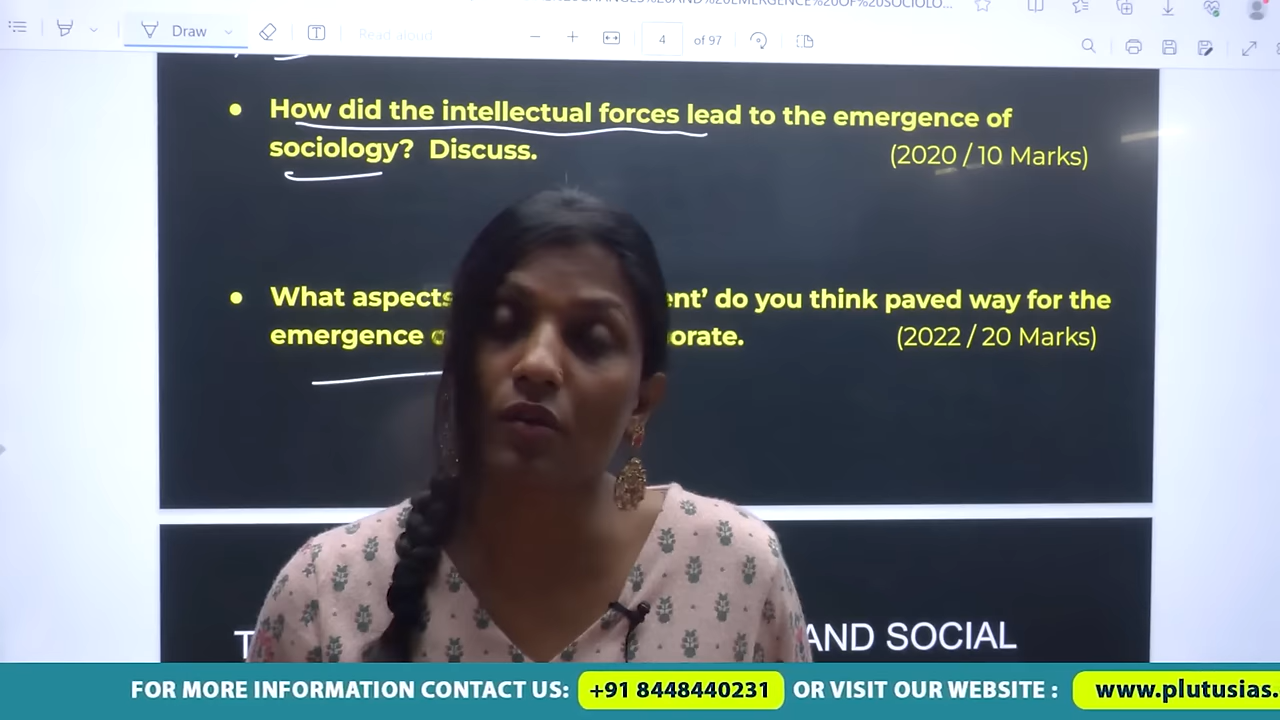 Draw
Read aloud
4 of 97
How did the intellectual forces lead to the emergence of
sociology? Discuss.
(2020 / 10 Marks)
What aspects
do you think paved way for the
emergence
(2022 / 20 Marks)
AND SOCIAL
FOR MORE INFORMATION CONTACT US: +91 8448440231 OR VISIT OUR WEBSITE : www.plutusias.